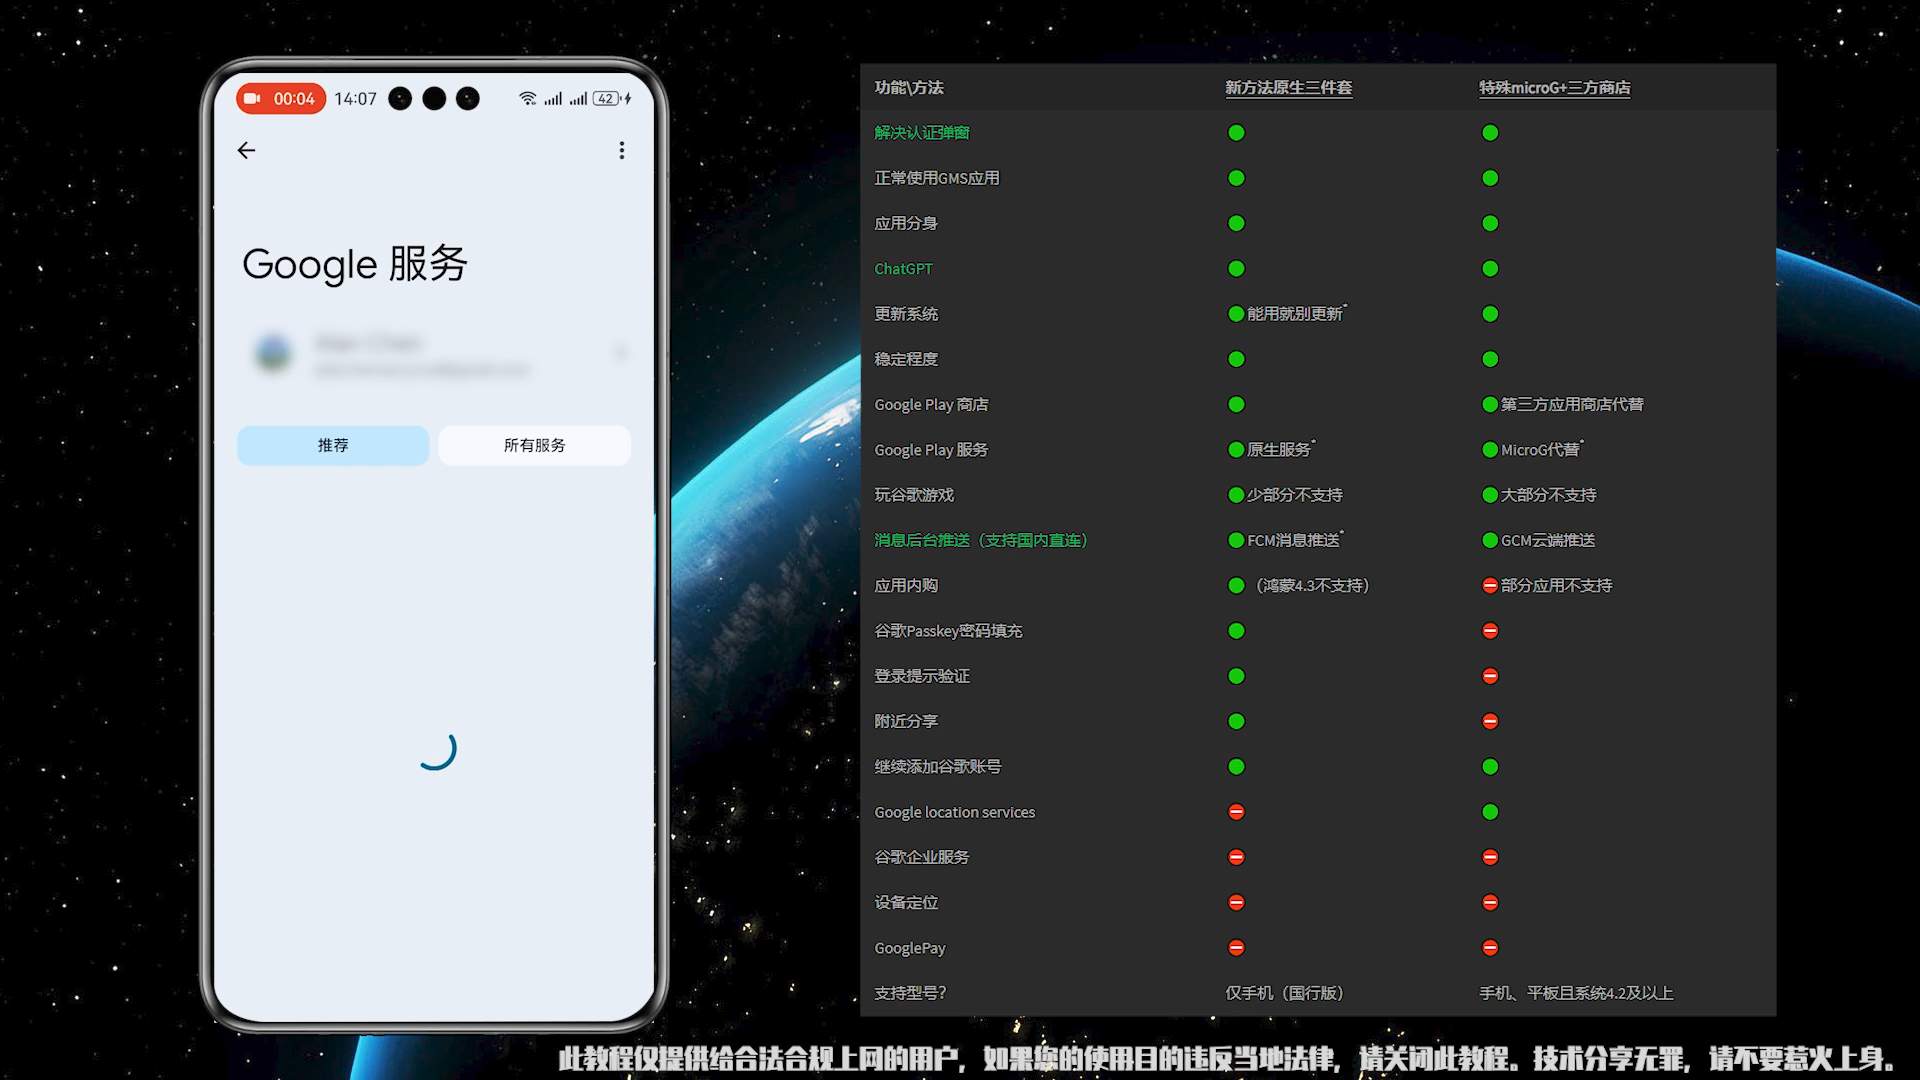 00:04 14:07 42
Google 服务
推荐 所有服务
功能\方法 新方法原生三件套 特殊microG+三方商店
解决认证弹窗
正常使用GMS应用
应用分身
ChatGPT
更新系统 能用就别更新*
稳定程度
Google Play 商店 第三方应用商店代替
Google Play 服务 原生服务* MicroG代替*
玩谷歌游戏 少部分不支持 大部分不支持
消息后台推送（支持国内直连） FCM消息推送* GCM云端推送
应用内购 （鸿蒙4.3不支持） 部分应用不支持
谷歌Passkey密码填充
登录提示验证
附近分享
继续添加谷歌账号
Google location services
谷歌企业服务
设备定位
GooglePay
支持型号？ 仅手机（国行版） 手机、平板且系统4.2及以上
此教程仅提供给合法合规上网的用户，如果您的使用目的违反当地法律，请关闭此教程。技术分享无罪，请不要惹火上身。